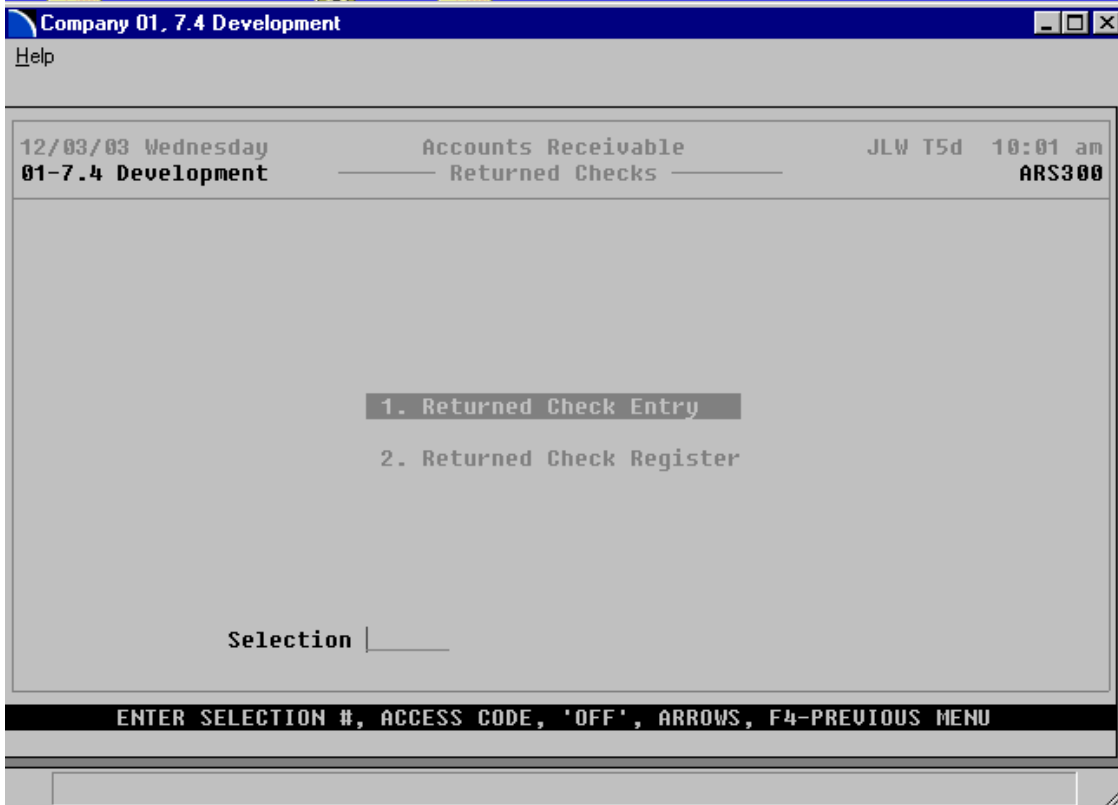 Company 01, 7.4 Development
Help
12/03/03 Wednesday Accounts Receivable JLW T5d 10:01 am
01-7.4 Development Returned Checks ARS300
1. Returned Check Entry
2. Returned Check Register
Selection
ENTER SELECTION #, ACCESS CODE, 'OFF', ARROWS, F4-PREVIOUS MENU